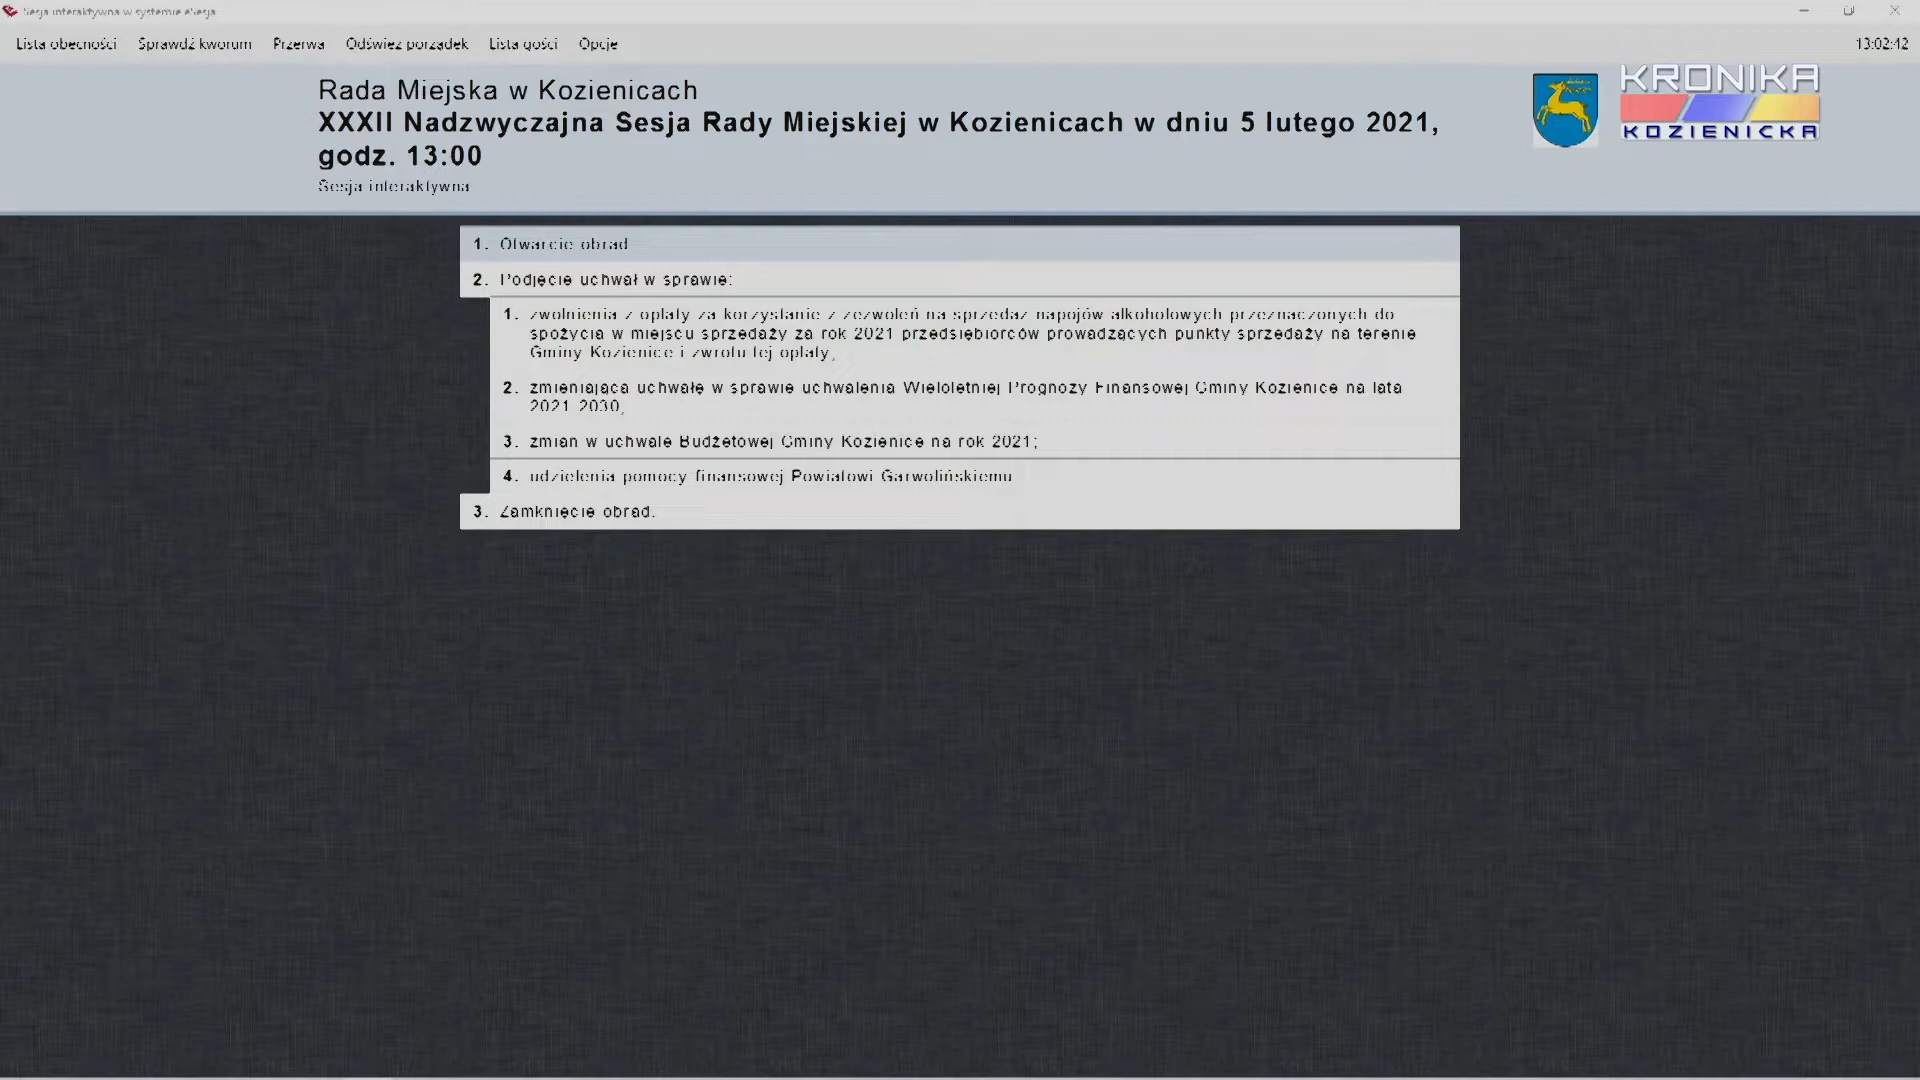 Sesja interaktywna w systemie eSesja
Lista obecności Sprawdź kworum Przerwa Odśwież porządek Lista gości Opcje 13:02:42
Rada Miejska w Kozienicach
XXXII Nadzwyczajna Sesja Rady Miejskiej w Kozienicach w dniu 5 lutego 2021,
godz. 13:00
Sesja interaktywna
KRONIKA
KOZIENICKA
1. Otwarcie obrad
2. Podjęcie uchwał w sprawie:
1. zwolnienia z opłaty za korzystanie z zezwoleń na sprzedaż napojów alkoholowych przeznaczonych do
spożycia w miejscu sprzedaży za rok 2021 przedsiębiorców prowadzących punkty sprzedaży na terenie
Gminy Kozienice i zwrotu tej opłaty;
2. zmieniająca uchwałę w sprawie uchwalenia Wieloletniej Prognozy Finansowej Gminy Kozienice na lata
2021-2030;
3. zmian w uchwale Budżetowej Gminy Kozienice na rok 2021;
4. udzielenia pomocy finansowej Powiatowi Garwolińskiemu
3. Zamknięcie obrad.